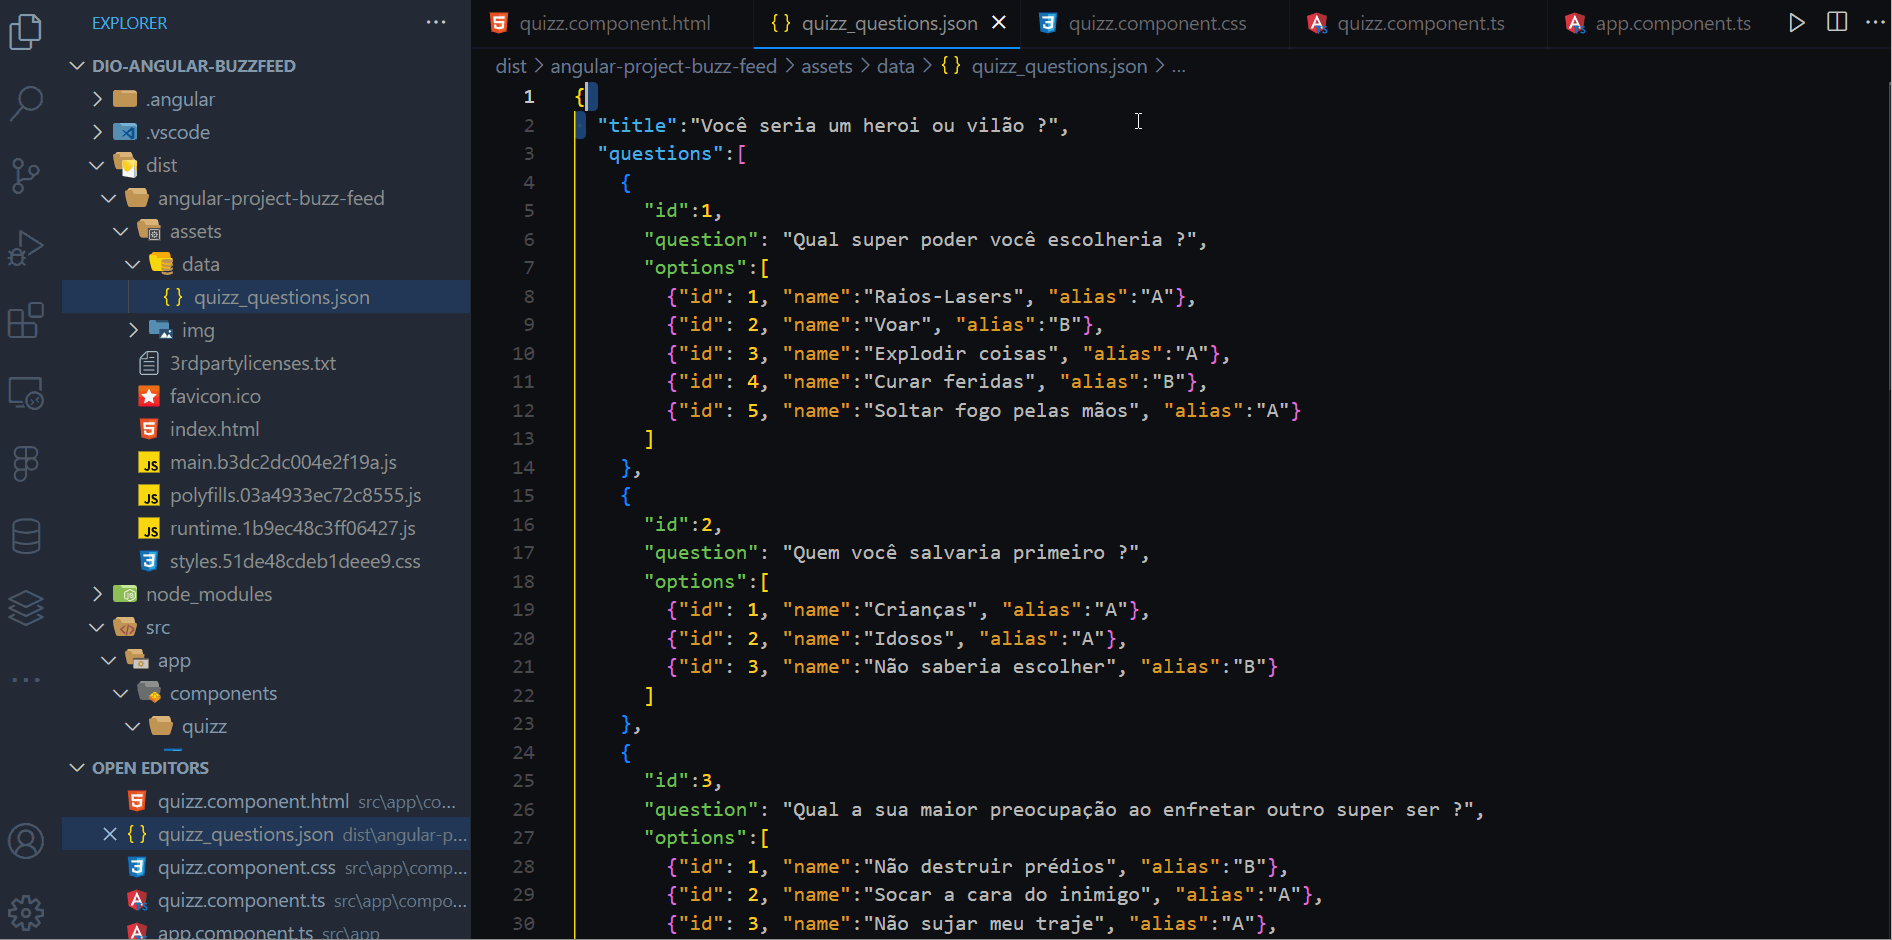 EXPLORER
DIO-ANGULAR-BUZZFEED
.angular
.vscode
dist
angular-project-buzz-feed
assets
data
{ } quizz_questions.json
img
3rdpartylicenses.txt
favicon.ico
index.html
JS main.b3dc2dc004e2f19a.js
JS polyfills.03a4933ec72c8555.js
JS runtime.1b9ec48c3ff06427.js
styles.51de48cdeb1deee9.css
node_modules
src
app
components
quizz
OPEN EDITORS
quizz.component.html src\app\co...
{ } quizz_questions.json dist\angular-p...
quizz.component.css src\app\comp...
quizz.component.ts src\app\compo...
app.component.ts src\app
quizz.component.html
{ } quizz_questions.json
quizz.component.css
quizz.component.ts
app.component.ts
dist > angular-project-buzz-feed > assets > data > { } quizz_questions.json > ...
1 {
2 "title":"Você seria um heroi ou vilão ?",
3 "questions":[
4 {
5 "id":1,
6 "question": "Qual super poder você escolheria ?",
7 "options":[
8 {"id": 1, "name":"Raios-Lasers", "alias":"A"},
9 {"id": 2, "name":"Voar", "alias":"B"},
10 {"id": 3, "name":"Explodir coisas", "alias":"A"},
11 {"id": 4, "name":"Curar feridas", "alias":"B"},
12 {"id": 5, "name":"Soltar fogo pelas mãos", "alias":"A"}
13 ]
14 },
15 {
16 "id":2,
17 "question": "Quem você salvaria primeiro ?",
18 "options":[
19 {"id": 1, "name":"Crianças", "alias":"A"},
20 {"id": 2, "name":"Idosos", "alias":"A"},
21 {"id": 3, "name":"Não saberia escolher", "alias":"B"}
22 ]
23 },
24 {
25 "id":3,
26 "question": "Qual a sua maior preocupação ao enfretar outro super ser ?",
27 "options":[
28 {"id": 1, "name":"Não destruir prédios", "alias":"B"},
29 {"id": 2, "name":"Socar a cara do inimigo", "alias":"A"},
30 {"id": 3, "name":"Não sujar meu traje", "alias":"A"},